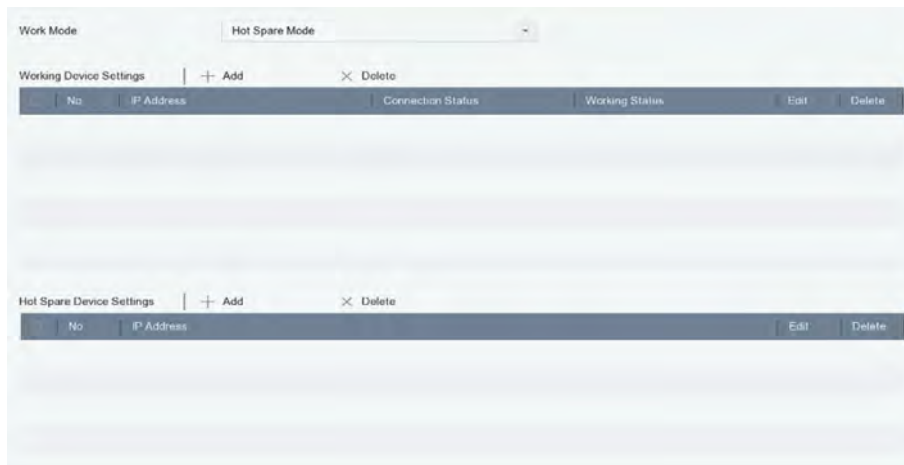 Work Mode Hot Spare Mode
Working Device Settings Add Delete
No IP Address Connection Status Working Status Edit Delete
Hot Spare Device Settings Add Delete
No IP Address Edit Delete